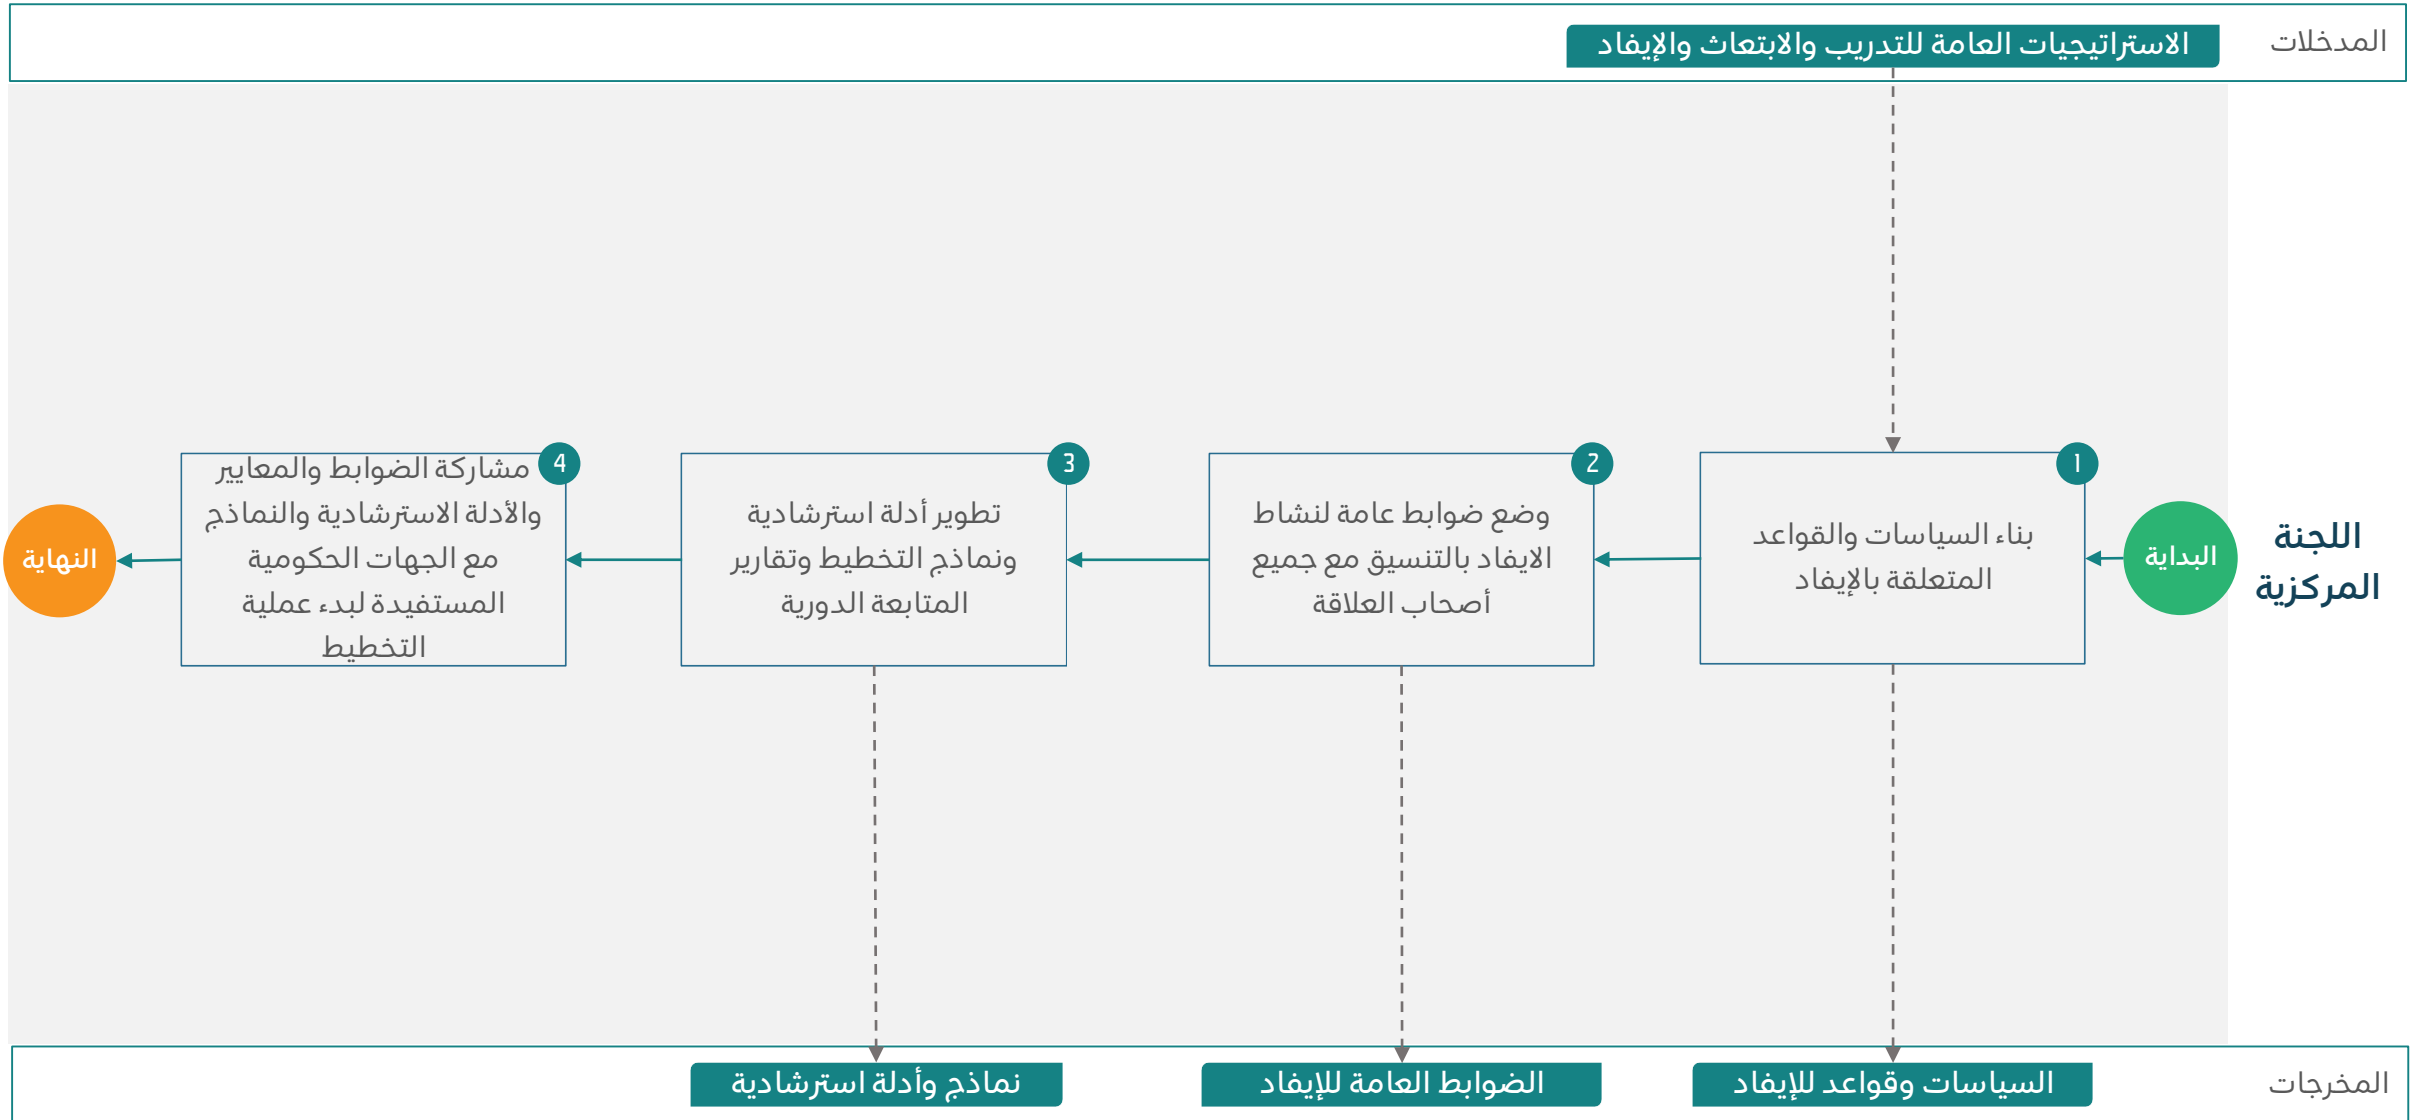 المدخلات
الاستراتيجيات العامة للتدريب والابتعاث والإيفاد
اللجنة
المركزية
البداية
1
بناء السياسات والقواعد
المتعلقة بالإيفاد
2
وضع ضوابط عامة لنشاط
الايفاد بالتنسيق مع جميع
أصحاب العلاقة
3
تطوير أدلة استرشادية
ونماذج التخطيط وتقارير
المتابعة الدورية
4
مشاركة الضوابط والمعايير
والأدلة الاسترشادية والنماذج
مع الجهات الحكومية
المستفيدة لبدء عملية
التخطيط
النهاية
المخرجات
السياسات وقواعد للإيفاد
الضوابط العامة للإيفاد
نماذج وأدلة استرشادية